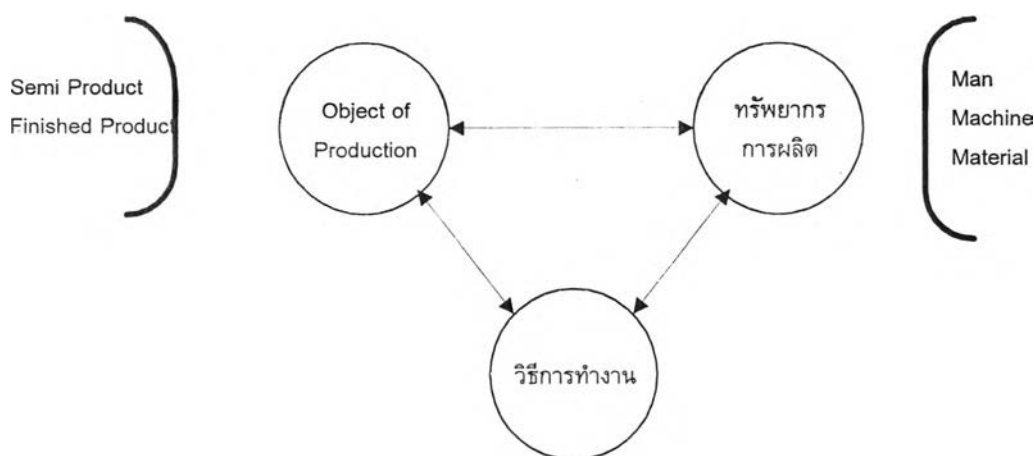 Semi Product
Finished Product
Object of
Production
ทรัพยากร
การผลิต
Man
Machine
Material
วิธีการทำงาน